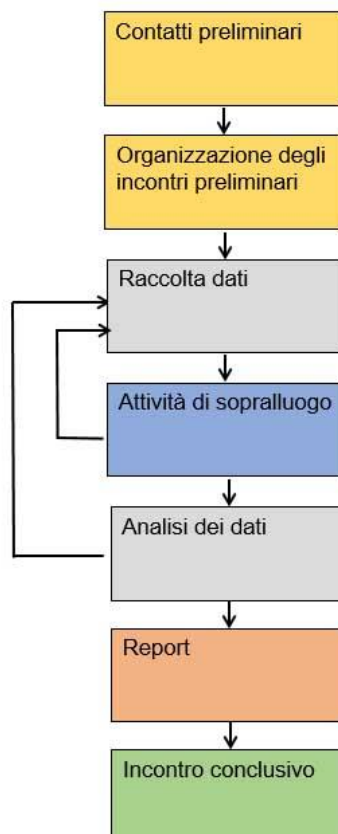 Contatti preliminari
Organizzazione degli
incontri preliminari
Raccolta dati
Attività di sopralluogo
Analisi dei dati
Report
Incontro conclusivo